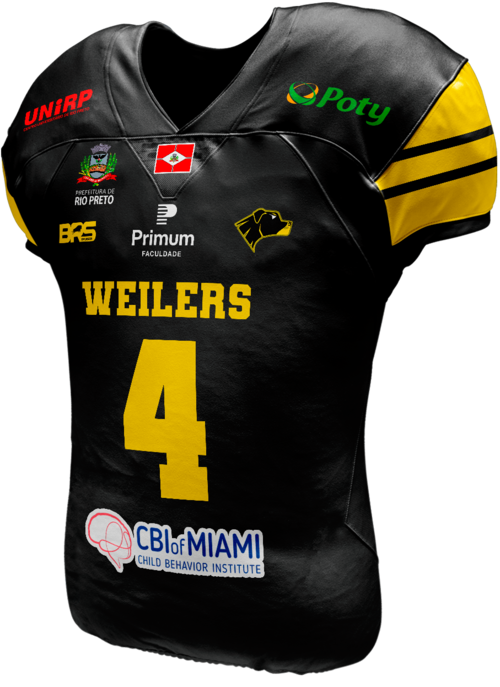 UNIRP
Poty
PREFEITURA DE
RIO PRETO
BRS
Primum
FACULDADE
WEILERS
4
CBI of MIAMI
CHILD BEHAVIOR INSTITUTE